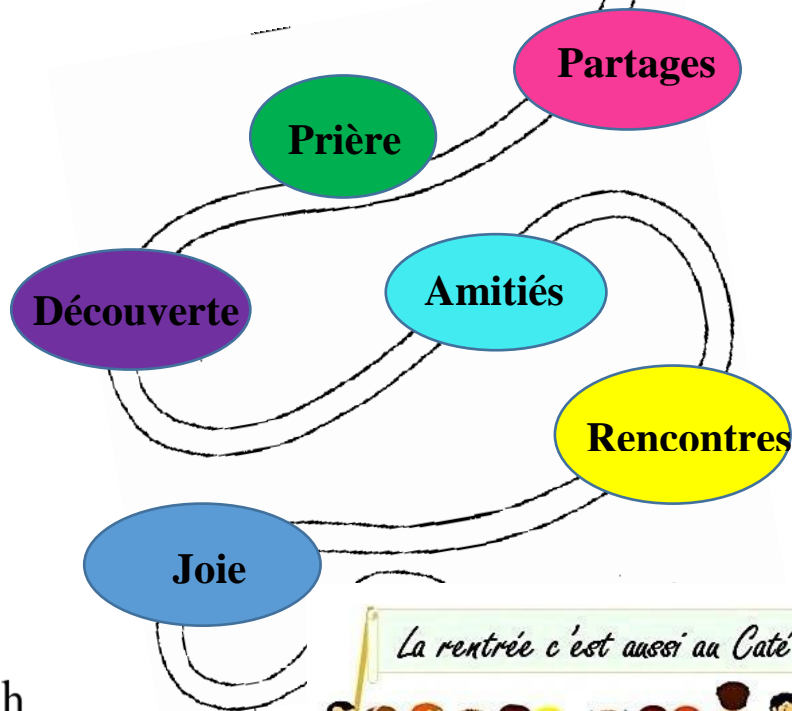 Partages
Prière
Découverte
Amitiés
Rencontres
Joie
La rentrée c'est aussi au Caté
h